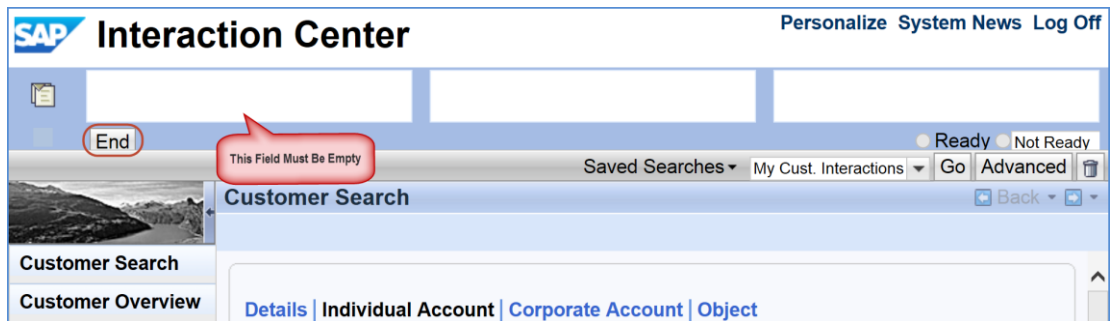 SAP Interaction Center Personalize System News Log Off
End Ready Not Ready
This Field Must Be Empty
Saved Searches My Cust. Interactions Go Advanced
Customer Search Back
Customer Search
Customer Overview
Details | Individual Account | Corporate Account | Object